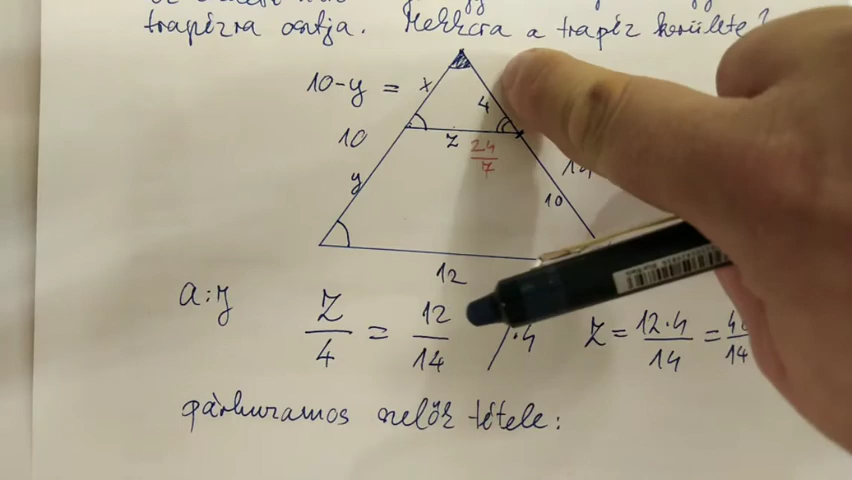 trapézra osztja. Mekkora a trapéz kerülete?
10-y = x
4
10
z
24/7
y
10
12
a:z
z/4 = 12/14 /·4
z = 12·4/14 =
párhuzamos szelők tétele: